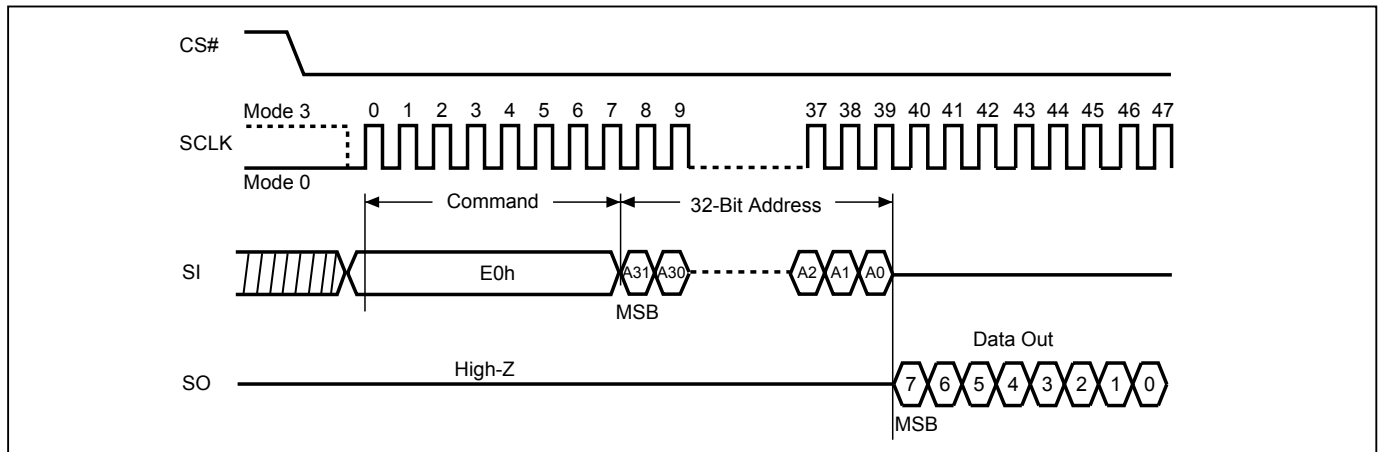 CS#
Mode 3 0 1 2 3 4 5 6 7 8 9 37 38 39 40 41 42 43 44 45 46 47
SCLK
Mode 0
Command 32-Bit Address
SI E0h A31 A30 A2 A1 A0
MSB
Data Out
High-Z
SO 7 6 5 4 3 2 1 0
MSB